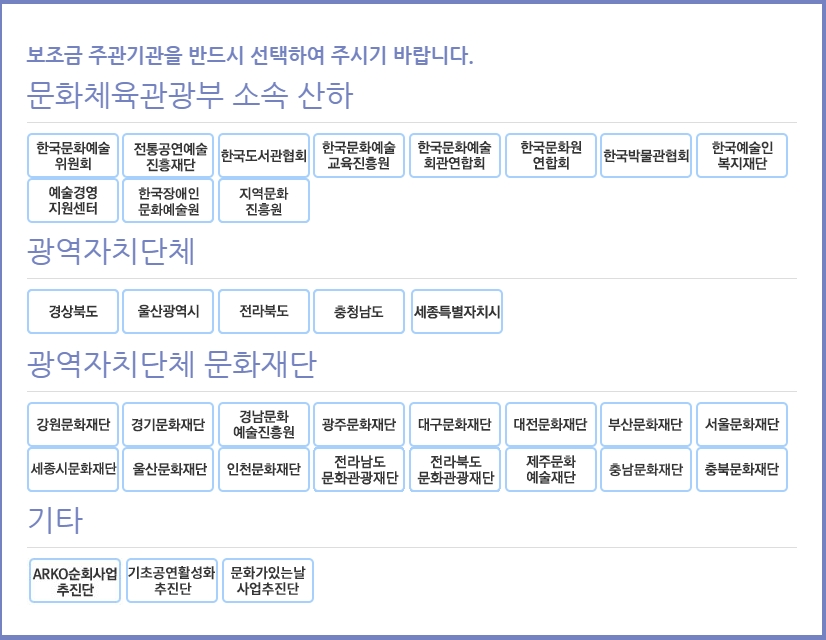 보조금 주관기관을 반드시 선택하여 주시기 바랍니다.
문화체육관광부 소속 산하
한국문화예술
위원회
전통공연예술
진흥재단
한국도서관협회
한국문화예술
교육진흥원
한국문화예술
회관연합회
한국문화원
연합회
한국박물관협회
한국예술인
복지재단
예술경영
지원센터
한국장애인
문화예술원
지역문화
진흥원
광역자치단체
경상북도
울산광역시
전라북도
충청남도
세종특별자치시
광역자치단체 문화재단
강원문화재단
경기문화재단
경남문화
예술진흥원
광주문화재단
대구문화재단
대전문화재단
부산문화재단
서울문화재단
세종시문화재단
울산문화재단
인천문화재단
전라남도
문화관광재단
전라북도
문화관광재단
제주문화
예술재단
충남문화재단
충북문화재단
기타
ARKO순회사업
추진단
기초공연활성화
추진단
문화가있는날
사업추진단